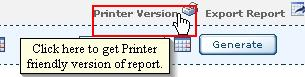 Printer Version Export Report
Click here to get Printer
friendly version of report.
Generate